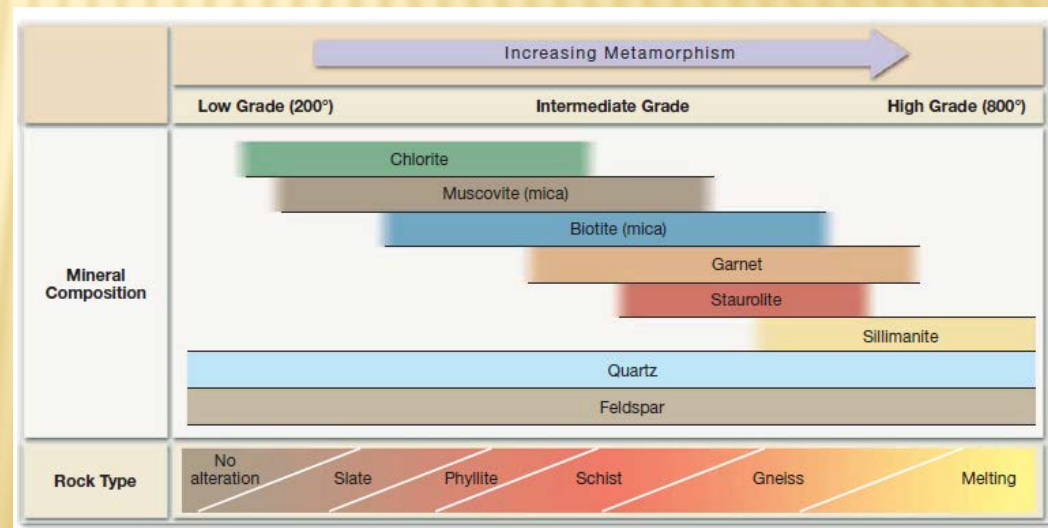 Increasing Metamorphism
Low Grade (200°) Intermediate Grade High Grade (800°)
Mineral
Composition
Chlorite
Muscovite (mica)
Biotite (mica)
Garnet
Staurolite
Sillimanite
Quartz
Feldspar
Rock Type
No
alteration Slate Phyllite Schist Gneiss Melting